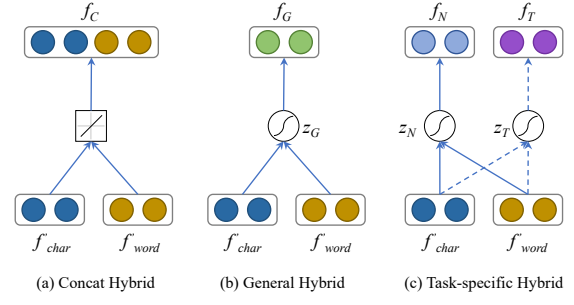 f_C f_G f_N f_T
z_G z_N z_T
f'_char f'_word f'_char f'_word f'_char f'_word
(a) Concat Hybrid (b) General Hybrid (c) Task-specific Hybrid